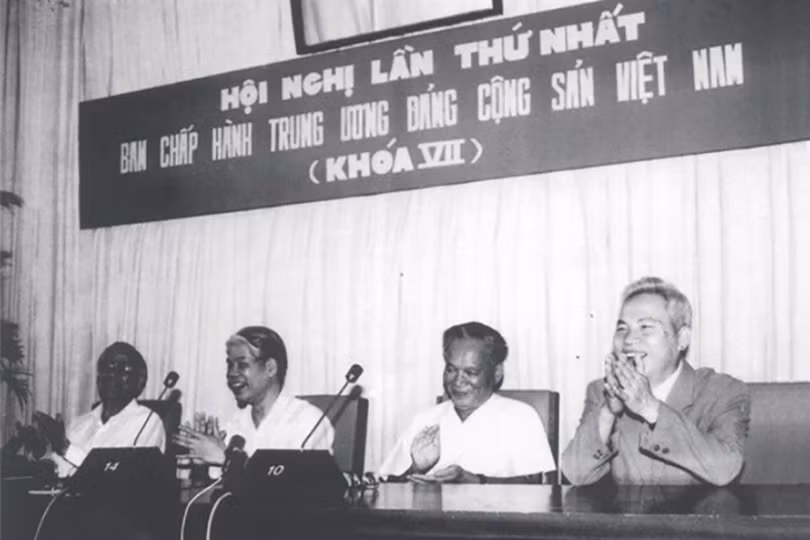 HỘI NGHỊ LẦN THỨ NHẤT
BAN CHẤP HÀNH TRUNG ƯƠNG ĐẢNG CỘNG SẢN VIỆT NAM
(KHÓA VII)
14
10